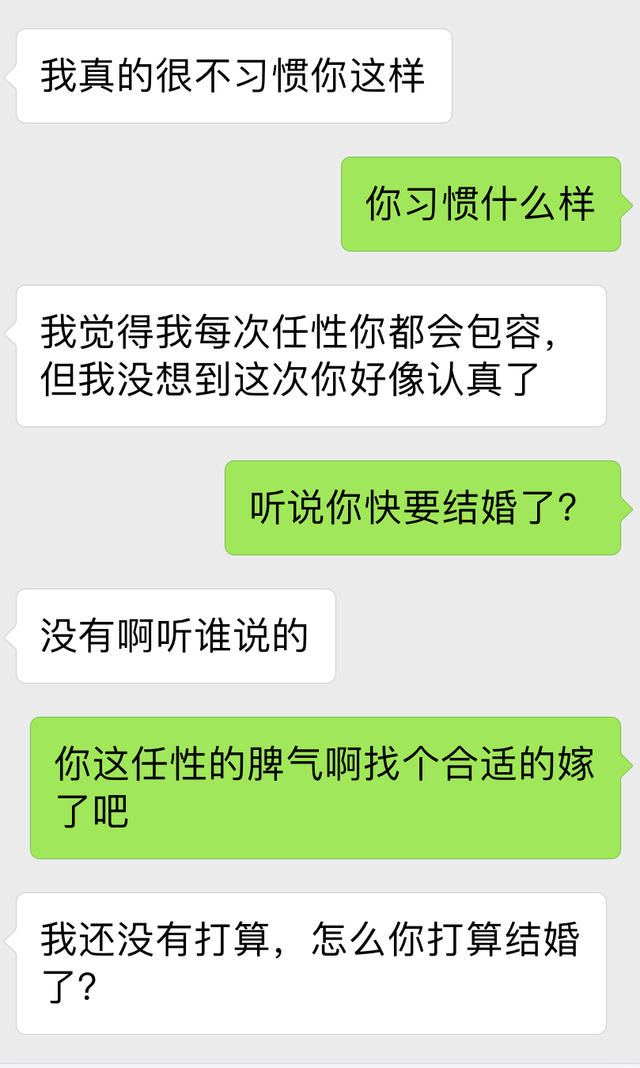 我真的很不习惯你这样
你习惯什么样
我觉得我每次任性你都会包容，
但我没想到这次你好像认真了
听说你快要结婚了？
没有啊听谁说的
你这任性的脾气啊找个合适的嫁
了吧
我还没有打算，怎么你打算结婚
了？